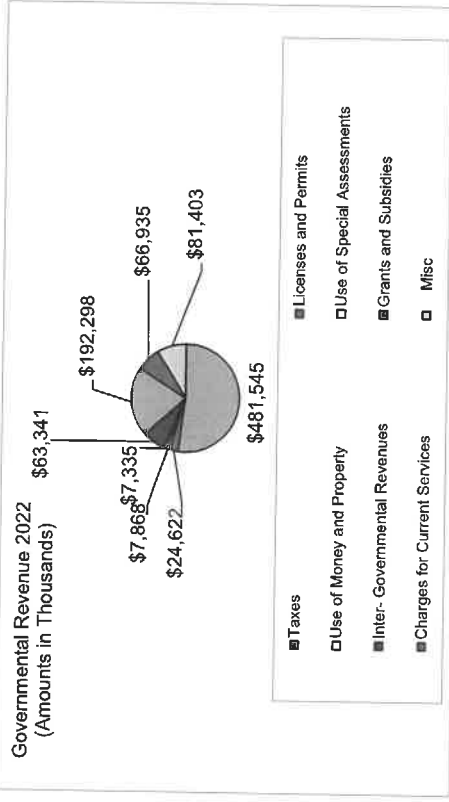 Governmental Revenue 2022
(Amounts in Thousands)
$63,341
$192,298
$7,335
$7,868
$66,935
$24,622
$81,403
$481,545
Taxes
Licenses and Permits
Use of Money and Property
Use of Special Assessments
Inter- Governmental Revenues
Grants and Subsidies
Charges for Current Services
Misc